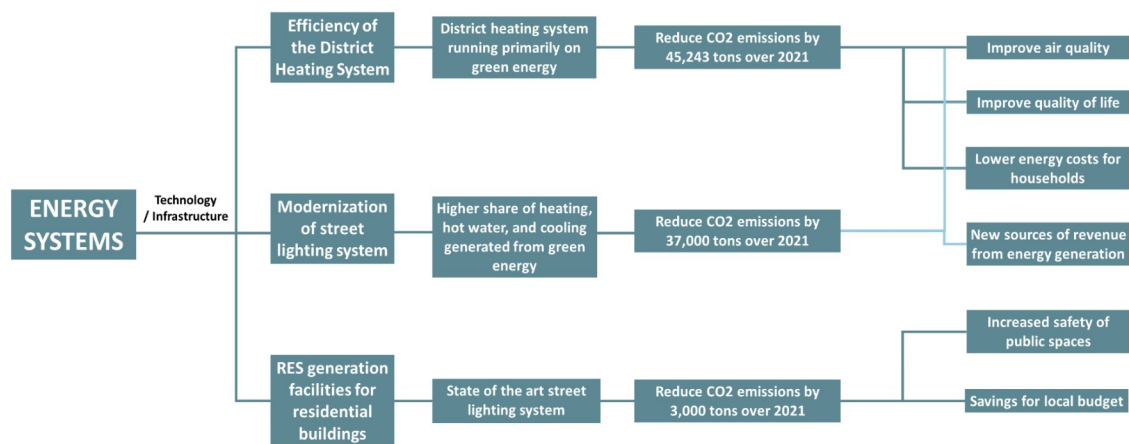 ENERGY
SYSTEMS
Technology
/ Infrastructure
Efficiency of
the District
Heating System
District heating system
running primarily on
green energy
Reduce CO2 emissions by
45,243 tons over 2021
Improve air quality
Improve quality of life
Lower energy costs for
households
Modernization
of street
lighting system
Higher share of heating,
hot water, and cooling
generated from green
energy
Reduce CO2 emissions by
37,000 tons over 2021
New sources of revenue
from energy generation
RES generation
facilities for
residential
buildings
State of the art street
lighting system
Reduce CO2 emissions by
3,000 tons over 2021
Increased safety of
public spaces
Savings for local budget